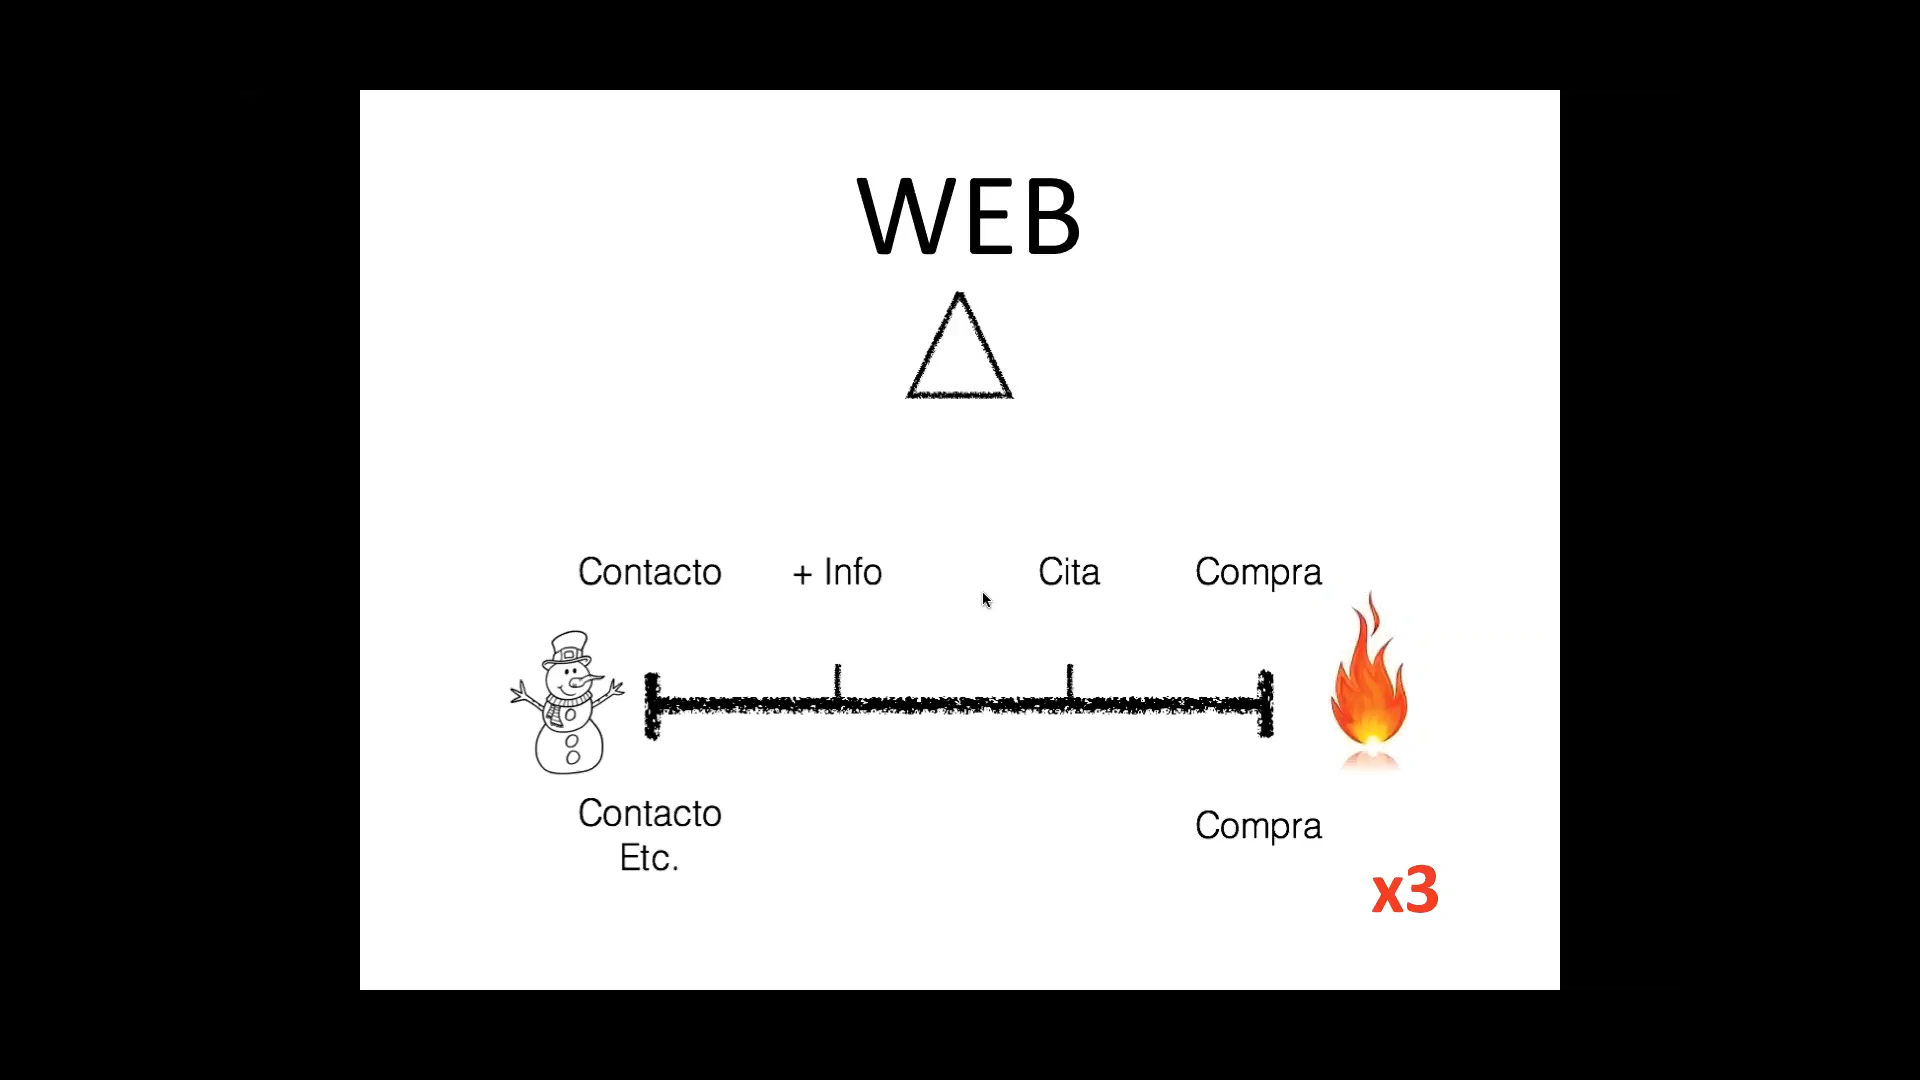 WEB
Contacto + Info Cita Compra
Contacto
Etc.
Compra
x3